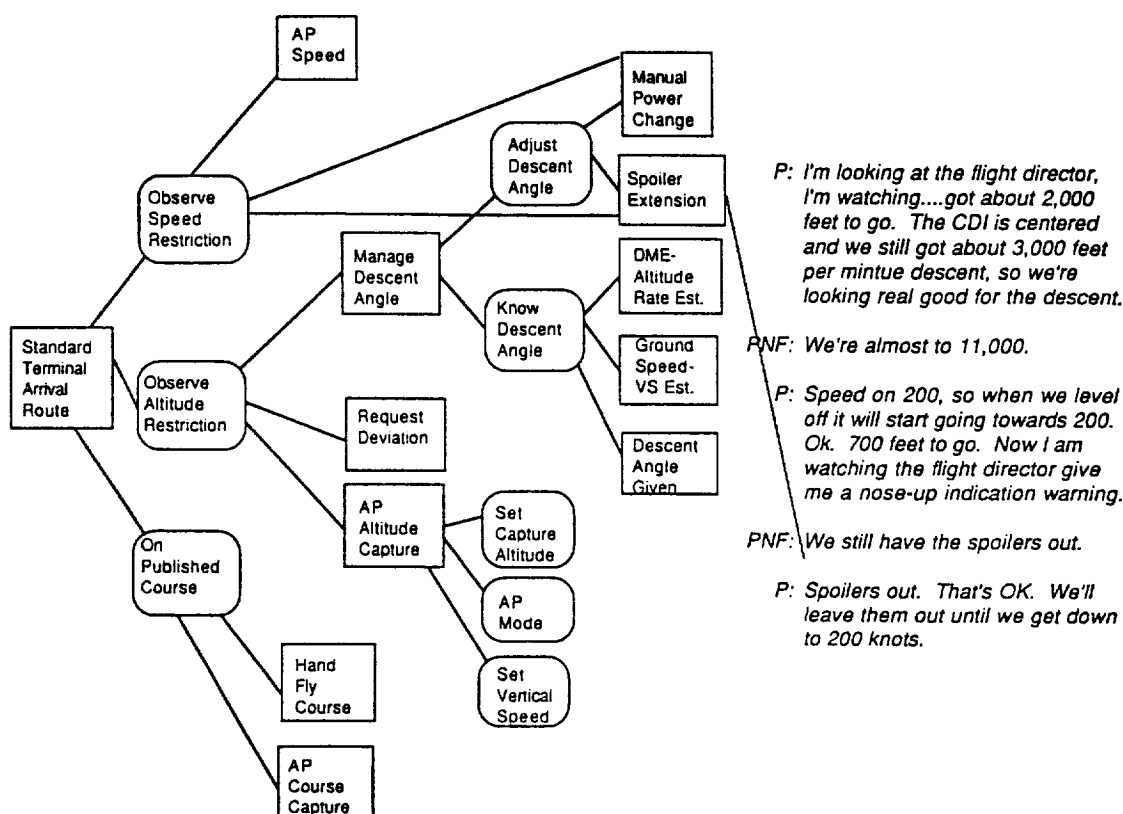 AP
Speed
Manual
Power
Change
Adjust
Descent
Angle
Observe
Speed
Restriction
Spoiler
Extension
Manage
Descent
Angle
DME-
Altitude
Rate Est.
Know
Descent
Angle
Standard
Terminal
Arrival
Route
Observe
Altitude
Restriction
Ground
Speed-
VS Est.
Request
Deviation
Descent
Angle
Given
AP
Altitude
Capture
Set
Capture
Altitude
On
Published
Course
AP
Mode
Set
Vertical
Speed
Hand
Fly
Course
AP
Course
Capture
P: I'm looking at the flight director,
I'm watching....got about 2,000
feet to go. The CDI is centered
and we still got about 3,000 feet
per mintue descent, so we're
looking real good for the descent.
PNF: We're almost to 11,000.
P: Speed on 200, so when we level
off it will start going towards 200.
Ok. 700 feet to go. Now I am
watching the flight director give
me a nose-up indication warning.
PNF: We still have the spoilers out.
P: Spoilers out. That's OK. We'll
leave them out until we get down
to 200 knots.